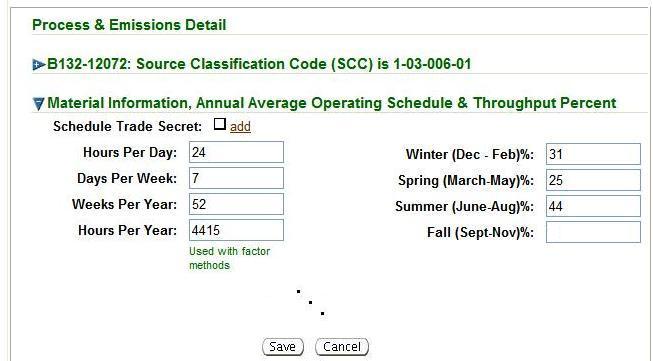 Process & Emissions Detail
B132-12072: Source Classification Code (SCC) is 1-03-006-01
Material Information, Annual Average Operating Schedule & Throughput Percent
Schedule Trade Secret: add
Hours Per Day: 24
Winter (Dec - Feb)%: 31
Days Per Week: 7
Spring (March-May)%: 25
Weeks Per Year: 52
Summer (June-Aug)%: 44
Hours Per Year: 4415
Fall (Sept-Nov)%:
Used with factor
methods
Save Cancel